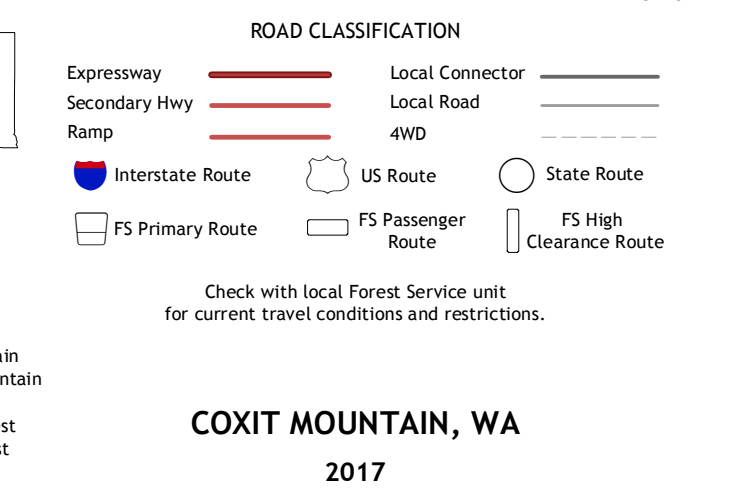 ROAD CLASSIFICATION
Expressway
Local Connector
Secondary Hwy
Local Road
Ramp
4WD
Interstate Route
US Route
State Route
FS Primary Route
FS Passenger
Route
FS High
Clearance Route
Check with local Forest Service unit
for current travel conditions and restrictions.
COXIT MOUNTAIN, WA
2017